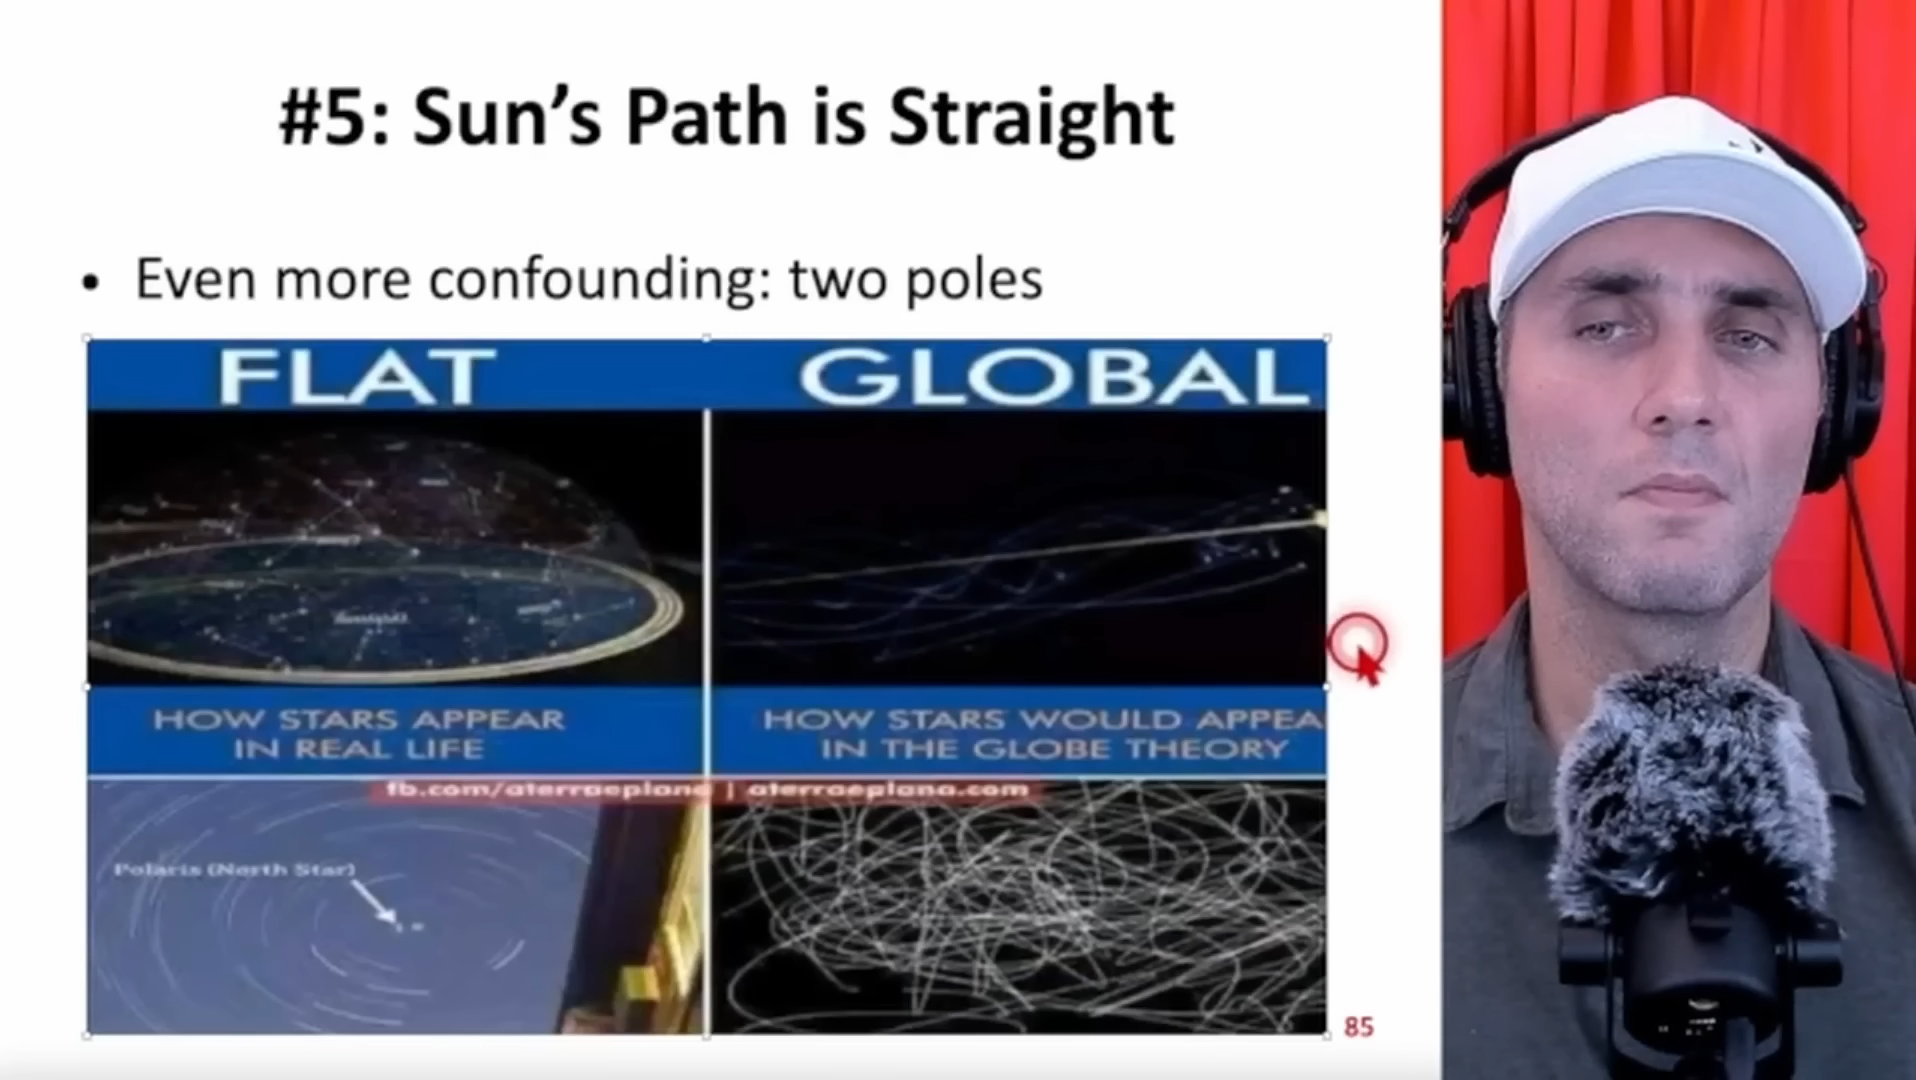 #5: Sun's Path is Straight
• Even more confounding: two poles
FLAT
GLOBAL
HOW STARS APPEAR
IN REAL LIFE
HOW STARS WOULD APPEA
IN THE GLOBE THEORY
fb.com/aterraeplana | aterraeplana.com
Polaris (North Star)
85